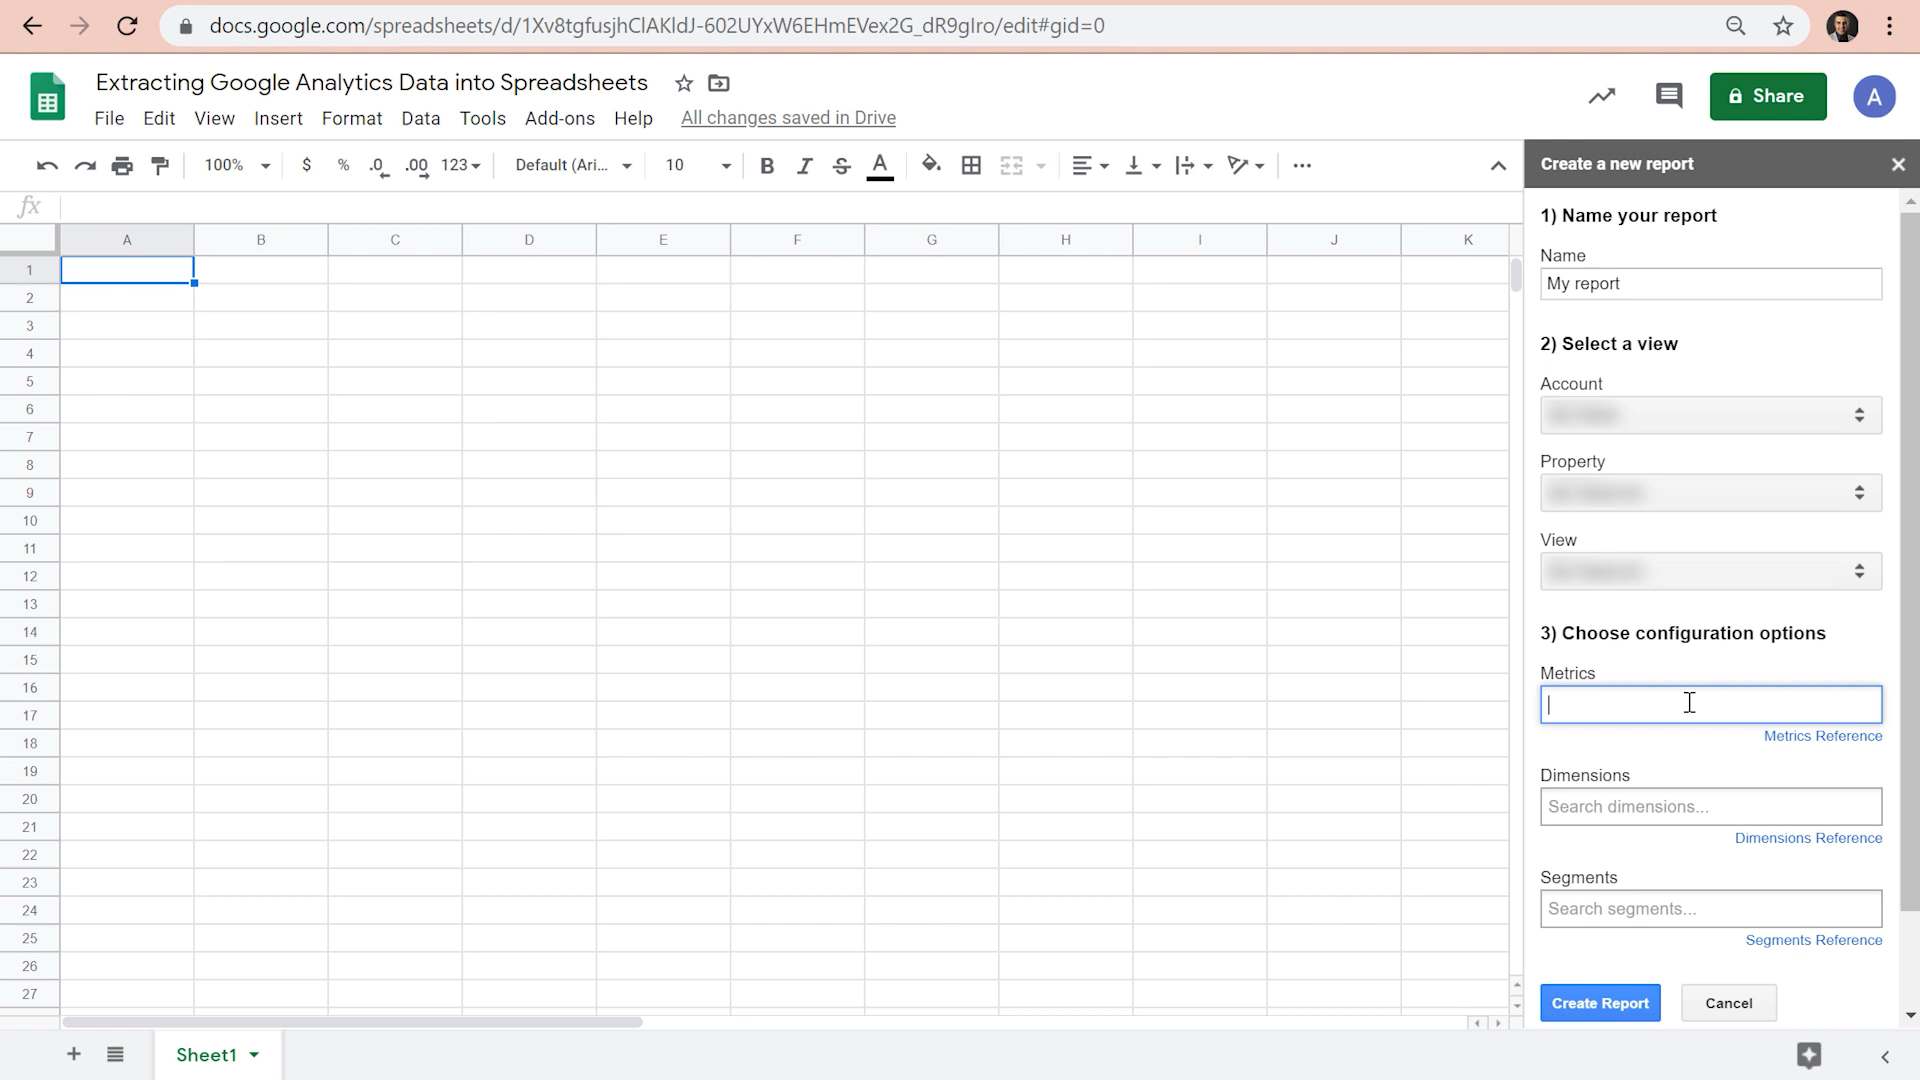 docs.google.com/spreadsheets/d/1Xv8tgfusjhClAKldJ-602UYxW6EHmEVex2G_dR9gIro/edit#gid=0
Extracting Google Analytics Data into Spreadsheets
File Edit View Insert Format Data Tools Add-ons Help All changes saved in Drive
Share
A
100% $ % .0 .00 123 Default (Ari... 10 B I S A
fx
A B C D E F G H I J K
1
2
3
4
5
6
7
8
9
10
11
12
13
14
15
16
17
18
19
20
21
22
23
24
25
26
27
Create a new report
1) Name your report
Name
My report
2) Select a view
Account
Property
View
3) Choose configuration options
Metrics
Metrics Reference
Dimensions
Search dimensions...
Dimensions Reference
Segments
Search segments...
Segments Reference
Create Report Cancel
Sheet1